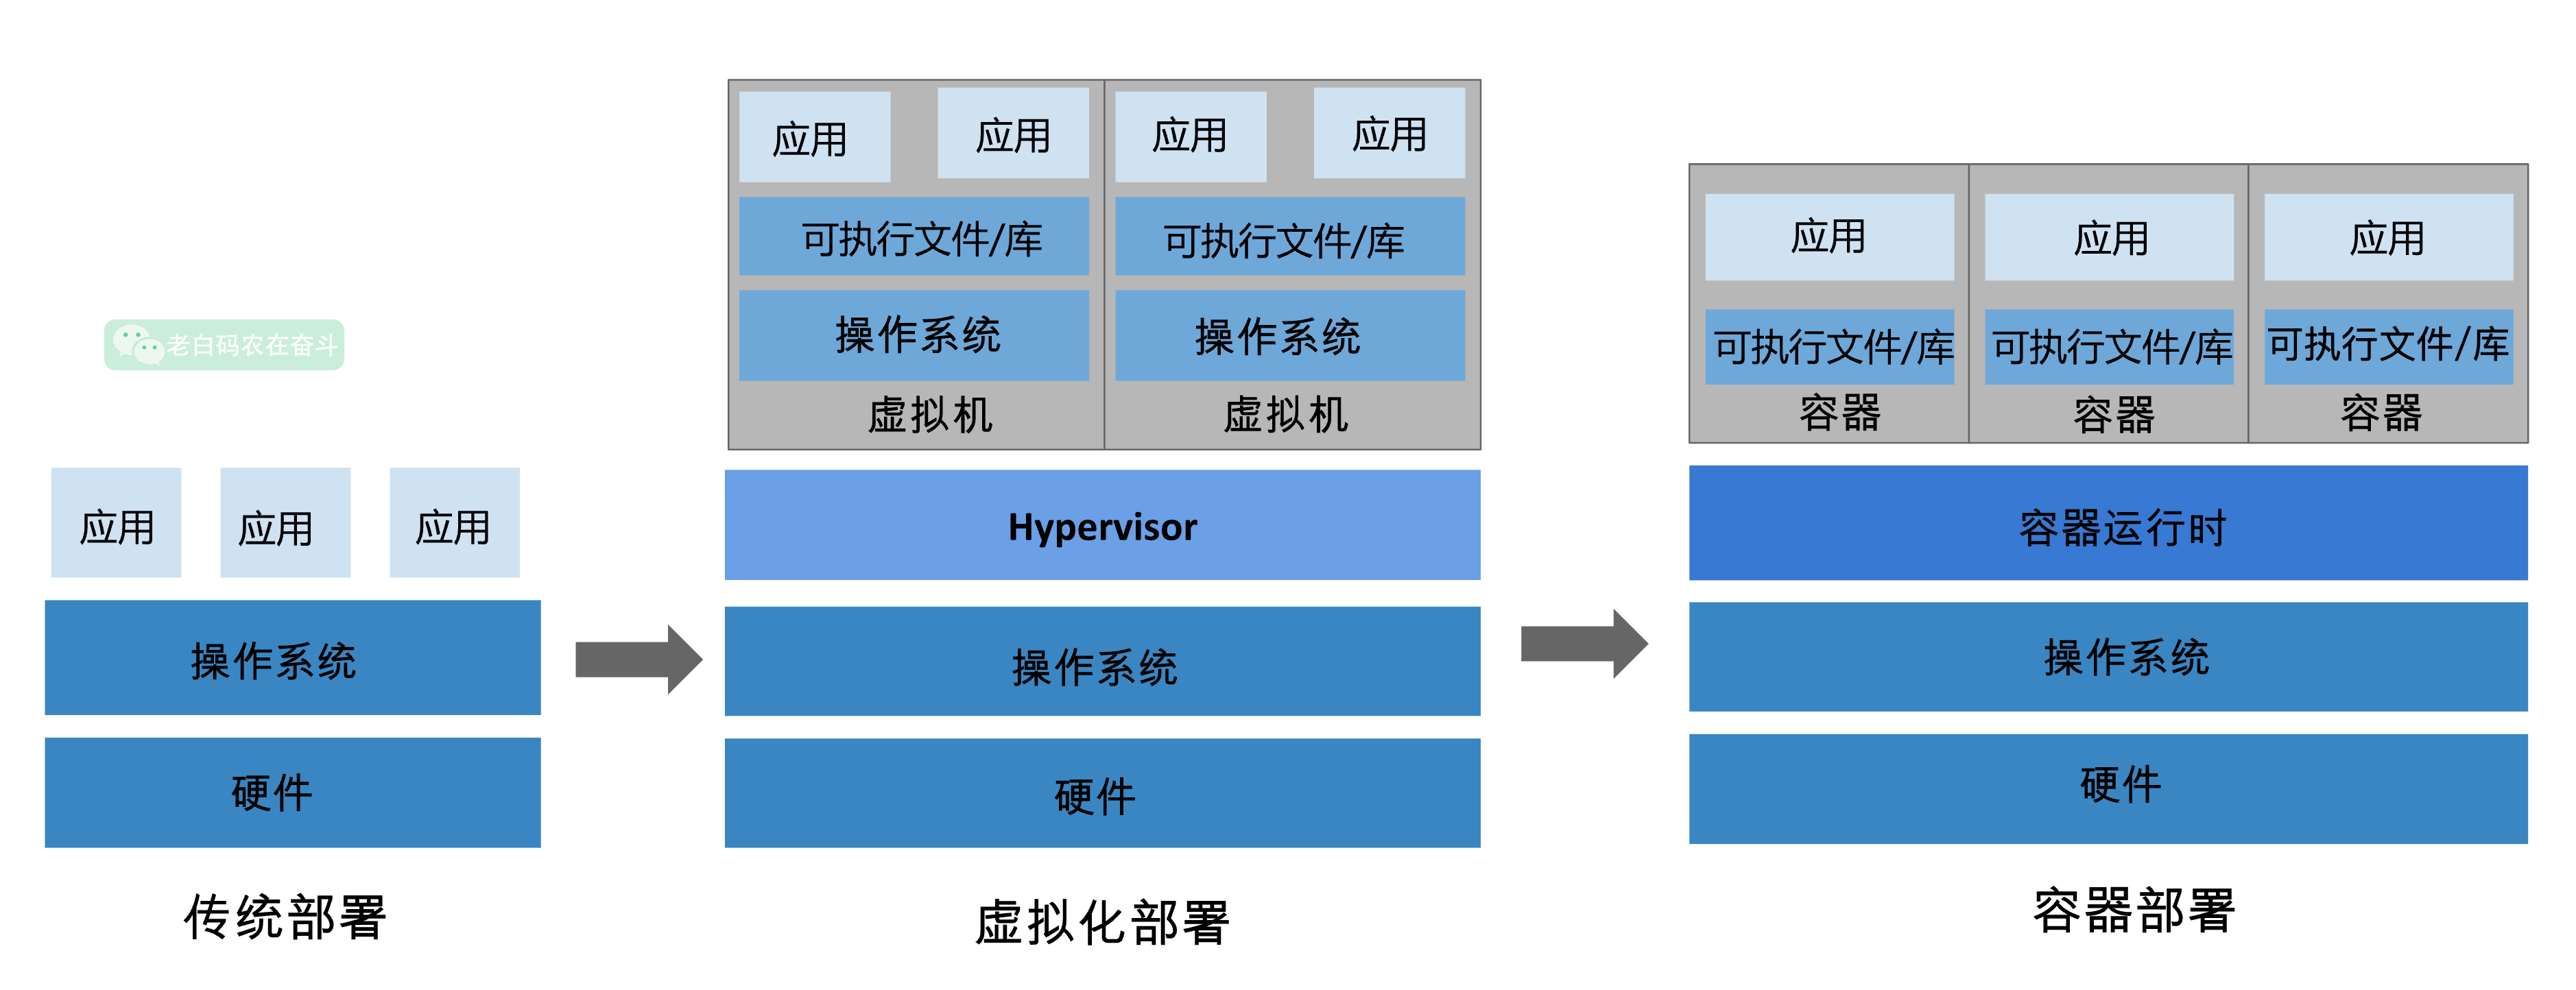 老白码农在奋斗
应用
应用
应用
操作系统
硬件
传统部署
应用
应用
应用
应用
可执行文件/库
可执行文件/库
操作系统
操作系统
虚拟机
虚拟机
Hypervisor
操作系统
硬件
虚拟化部署
应用
应用
应用
可执行文件/库
可执行文件/库
可执行文件/库
容器
容器
容器
容器运行时
操作系统
硬件
容器部署